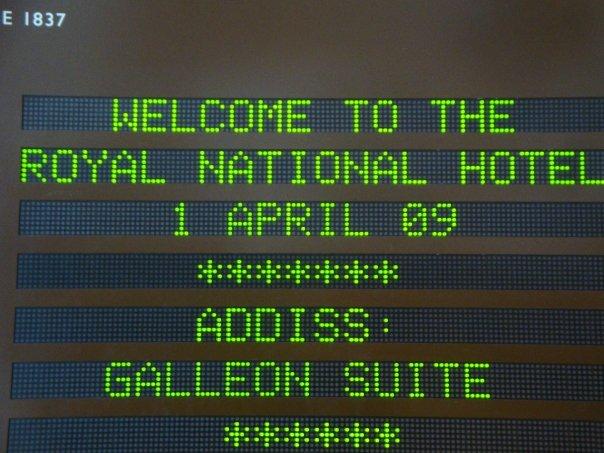 E 1837
WELCOME TO THE
ROYAL NATIONAL HOTEL
1 APRIL 09
*******
ADDISS:
GALLEON SUITE
******